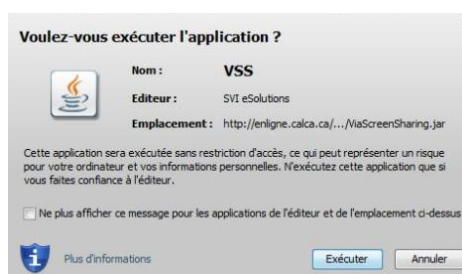 Voulez-vous exécuter l'application ?
Nom : VSS
Editeur : SVI eSolutions
Emplacement : http://enligne.calca.ca/.../ViaScreenSharing.jar
Cette application sera exécutée sans restriction d'accès, ce qui peut représenter un risque
pour votre ordinateur et vos informations personnelles. N'exécutez cette application que si
vous faites confiance à l'éditeur.
Ne plus afficher ce message pour les applications de l'éditeur et de l'emplacement ci-dessus
Plus d'informations
Exécuter Annuler